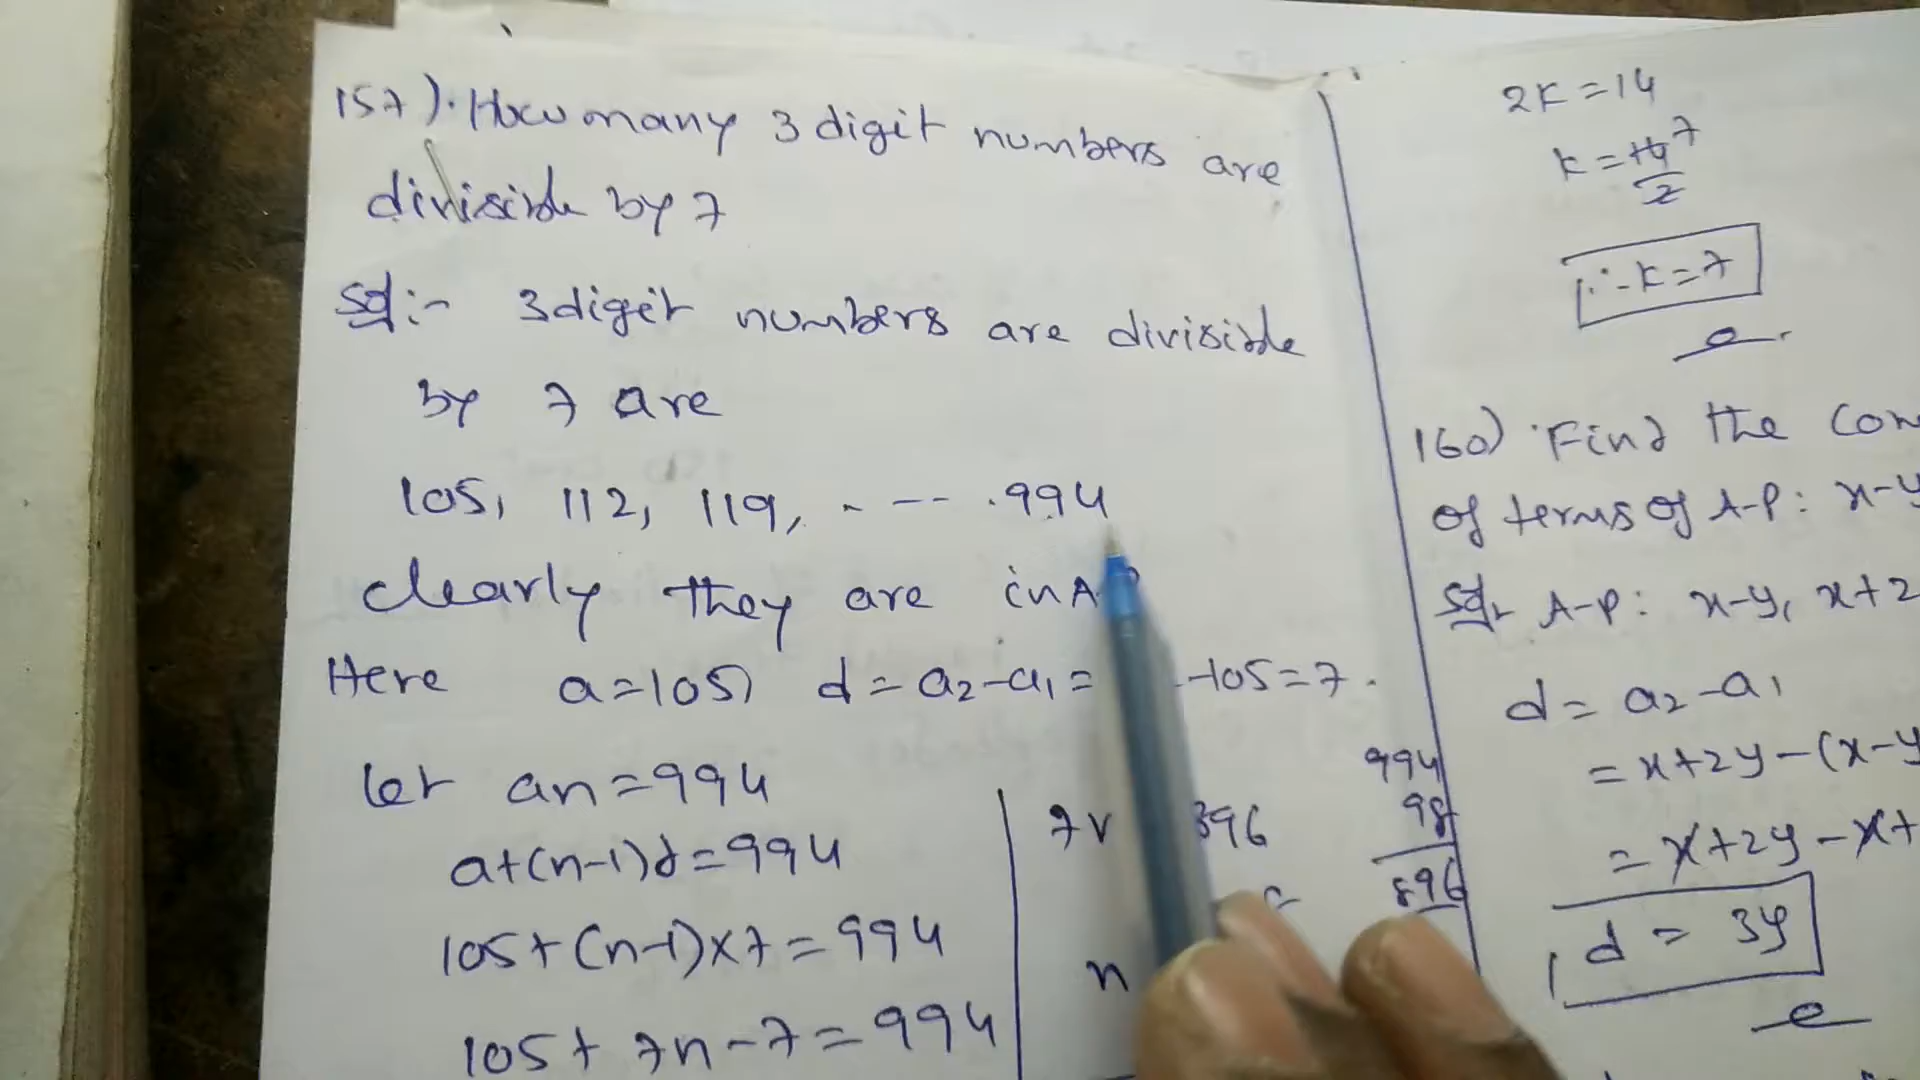 157). How many 3 digit numbers are
divisible by 7
Sol:- 3 digit numbers are divisible
by 7 are
105, 112, 119, - -- .994
clearly they are in A
Here a=105, d = a2-a1 = -105=7.
let an=994
a+(n-1)d=994
105+(n-1)x7=994
105+7n-7=994
7 396
n
994
98
896
2K=14
K=14/2 7
∴ K=7
160) Find the Com
of terms of A-P: x-y
Sol A-P: x-y, x+2
d= a2-a1
= x+2y-(x-y
= x+2y-x+
d = 3y